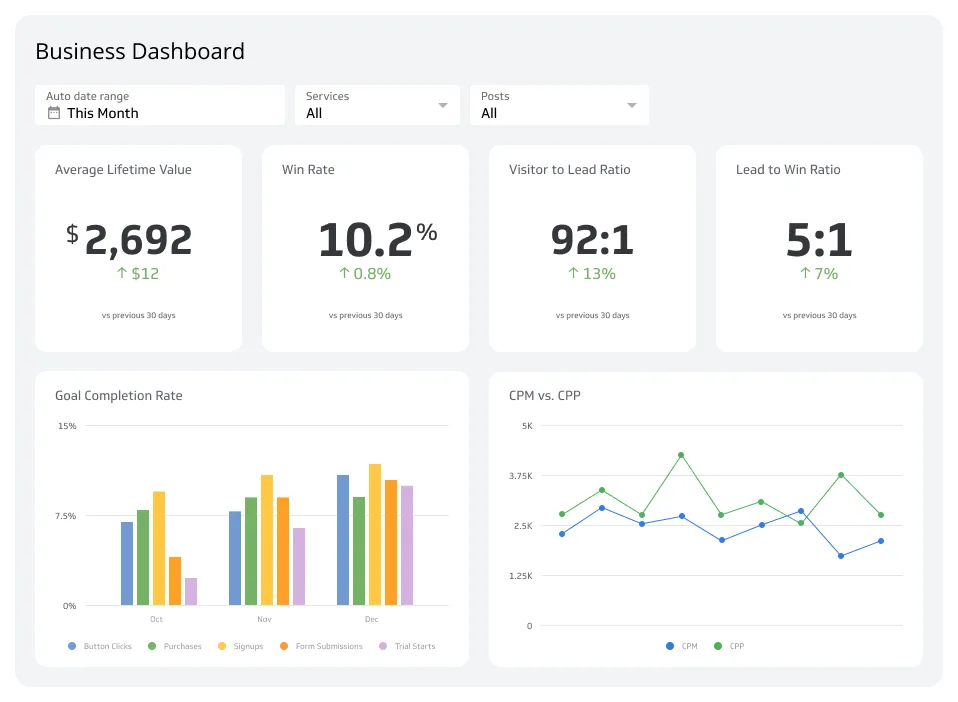 Business Dashboard
Auto date range
This Month
Services
All
Posts
All
Average Lifetime Value
$2,692
↑ $12
vs previous 30 days
Win Rate
10.2%
↑ 0.8%
vs previous 30 days
Visitor to Lead Ratio
92:1
↑ 13%
vs previous 30 days
Lead to Win Ratio
5:1
↑ 7%
vs previous 30 days
Goal Completion Rate
15%
7.5%
0%
Oct Nov Dec
Button Clicks Purchases Signups Form Submissions Trial Starts
CPM vs. CPP
5K
3.75K
2.5K
1.25K
0
CPM CPP